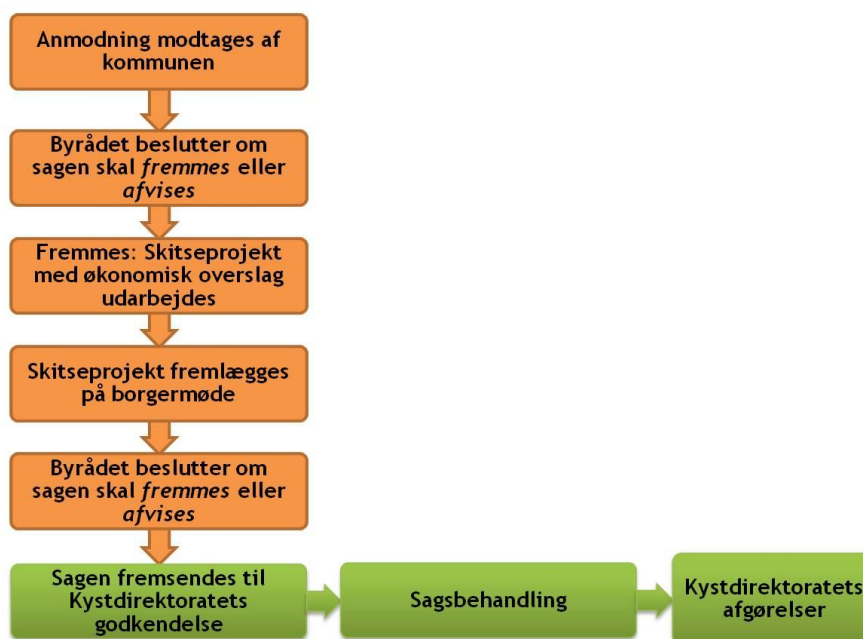 Anmodning modtages af
kommunen
Byrådet beslutter om
sagen skal fremmes eller
afvises
Fremmes: Skitseprojekt
med økonomisk overslag
udarbejdes
Skitseprojekt fremlægges
på borgermøde
Byrådet beslutter om
sagen skal fremmes eller
afvises
Sagen fremsendes til
Kystdirektoratets
godkendelse
Sagsbehandling
Kystdirektoratets
afgørelser